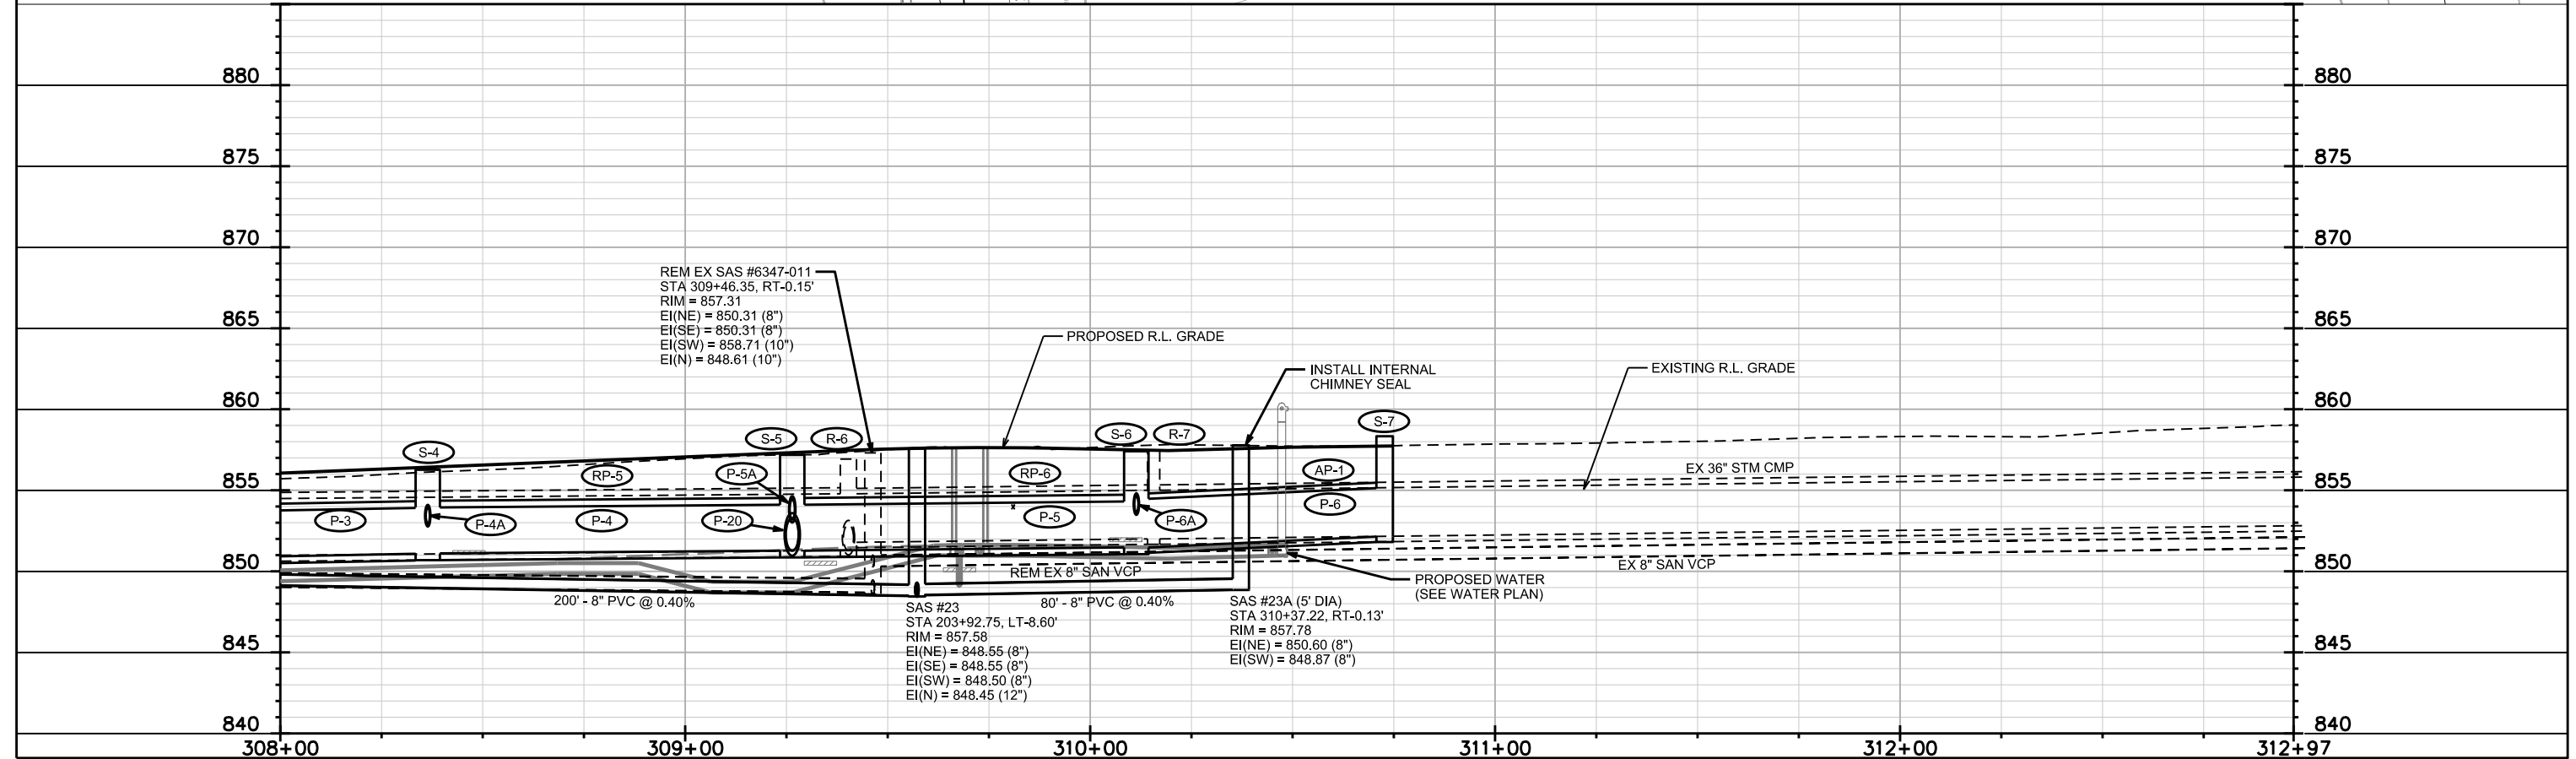 880
880
875
875
870
870
REM EX SAS #6347-011
STA 309+46.35, RT-0.15'
RIM = 857.31
EI(NE) = 850.31 (8")
EI(SE) = 850.31 (8")
EI(SW) = 858.71 (10")
EI(N) = 848.61 (10")
865
865
PROPOSED R.L. GRADE
INSTALL INTERNAL
CHIMNEY SEAL
EXISTING R.L. GRADE
860
860
S-4
S-5
R-6
S-6
R-7
S-7
855
855
RP-5
P-5A
RP-6
AP-1
EX 36" STM CMP
P-3
P-4A
P-4
P-20
P-5
P-6A
P-6
850
850
REM EX 8" SAN VCP
EX 8" SAN VCP
PROPOSED WATER
(SEE WATER PLAN)
200' - 8" PVC @ 0.40%
80' - 8" PVC @ 0.40%
SAS #23
STA 203+92.75, LT-8.60'
RIM = 857.58
EI(NE) = 848.55 (8")
EI(SE) = 848.55 (8")
EI(SW) = 848.50 (8")
EI(N) = 848.45 (12")
SAS #23A (5' DIA)
STA 310+37.22, RT-0.13'
RIM = 857.78
EI(NE) = 850.60 (8")
EI(SW) = 848.87 (8")
845
845
840
840
308+00
309+00
310+00
311+00
312+00
312+97